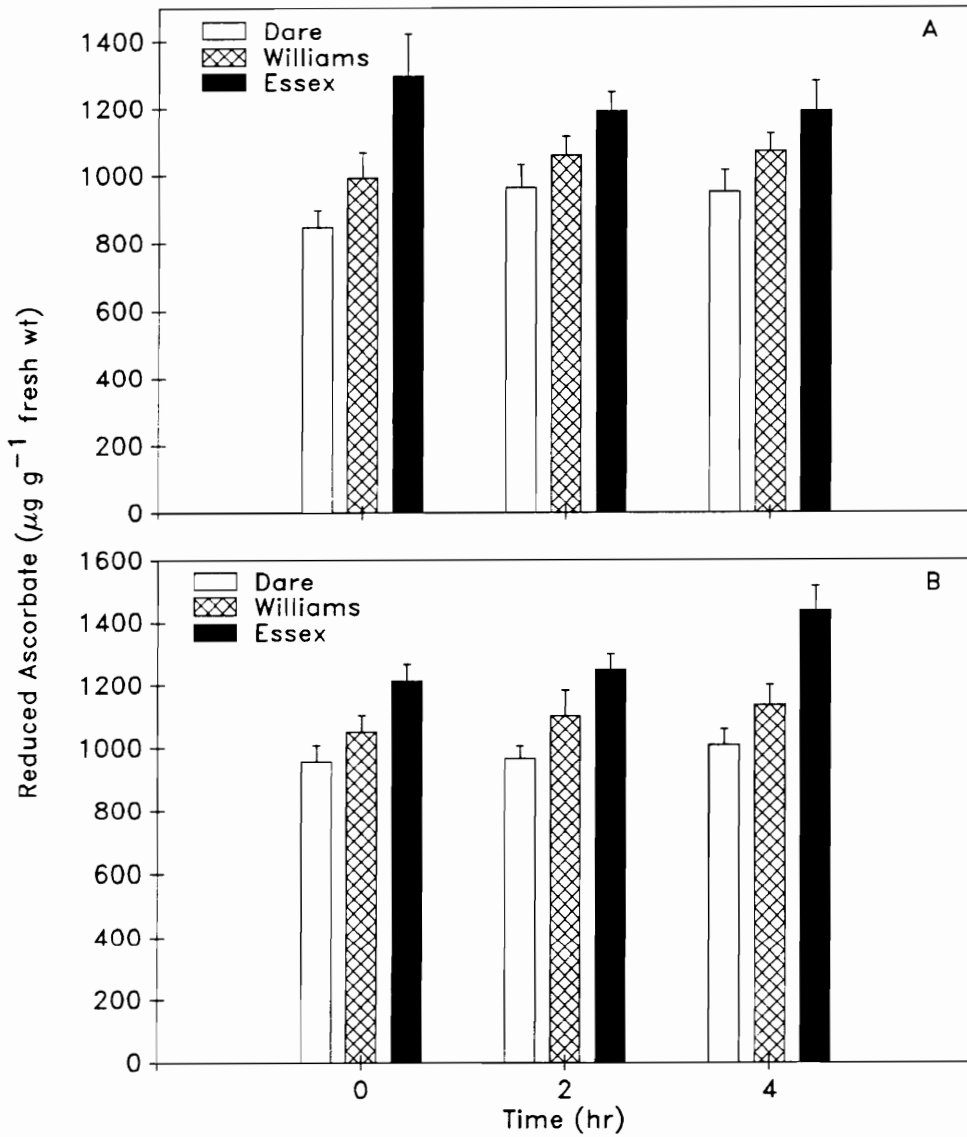 A
Dare
Williams
Essex
1400
1200
1000
800
600
400
200
0
B
Dare
Williams
Essex
1600
1400
1200
1000
800
600
400
200
0
Reduced Ascorbate (μg g⁻¹ fresh wt)
0 2 4
Time (hr)